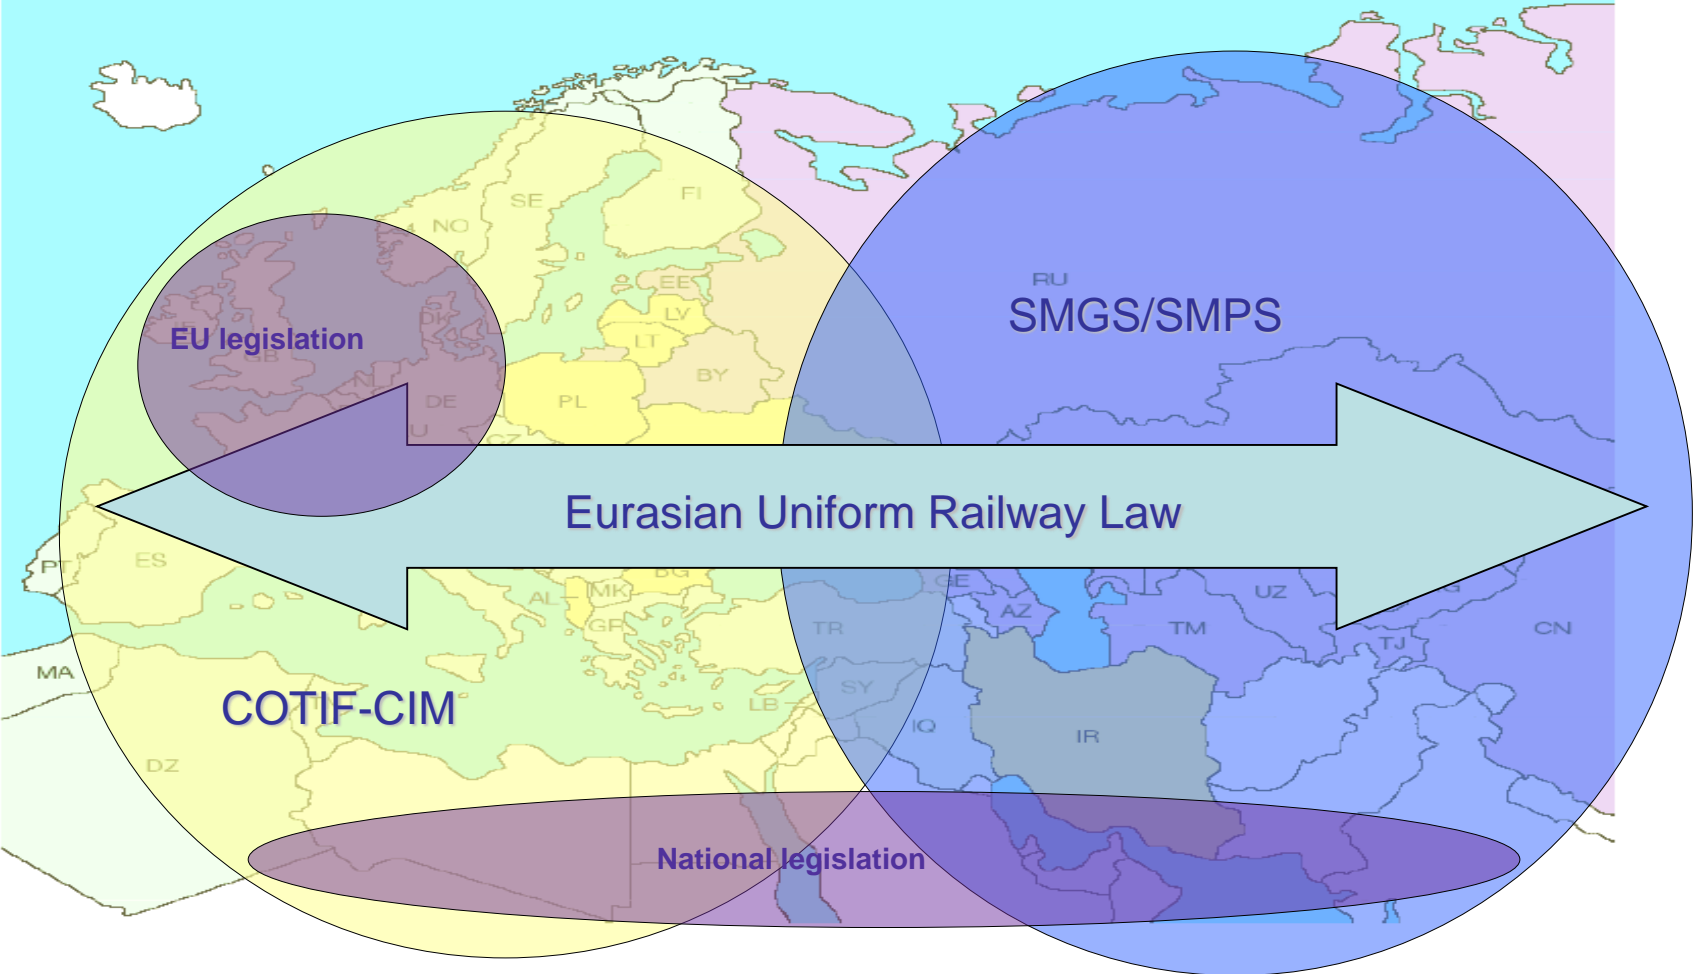 SE
FI
NO
RU
EE
SMGS/SMPS
LV
DK
EU legislation
LT
GB
BY
DE
PL
CZ
Eurasian Uniform Railway Law
PT
ES
BG
GE
AL
MK
UZ
AZ
GR
TR
TM
CN
TJ
MA
SY
COTIF-CIM
LB
IQ
IR
DZ
National legislation